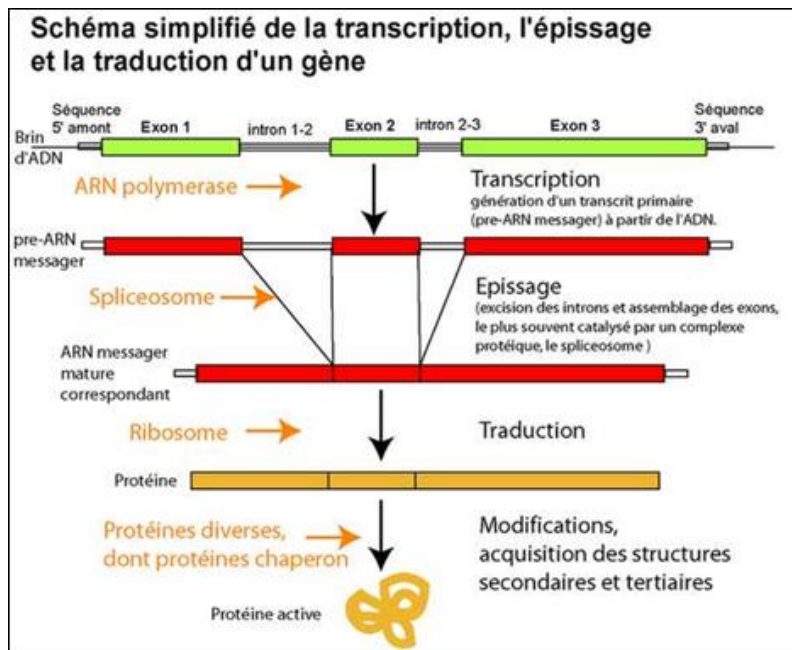 Schéma simplifié de la transcription, l'épissage
et la traduction d'un gène
Séquence
5' amont
Exon 1
intron 1-2
Exon 2
intron 2-3
Exon 3
Séquence
3' aval
Brin
d'ADN
ARN polymerase
Transcription
génération d'un transcrit primaire
(pre-ARN messager) à partir de l'ADN.
pre-ARN
messager
Spliceosome
Epissage
(excision des introns et assemblage des exons,
le plus souvent catalysé par un complexe
protéique, le spliceosome )
ARN messager
mature
correspondant
Ribosome
Traduction
Protéine
Protéines diverses,
dont protéines chaperon
Modifications,
acquisition des structures
secondaires et tertiaires
Protéine active